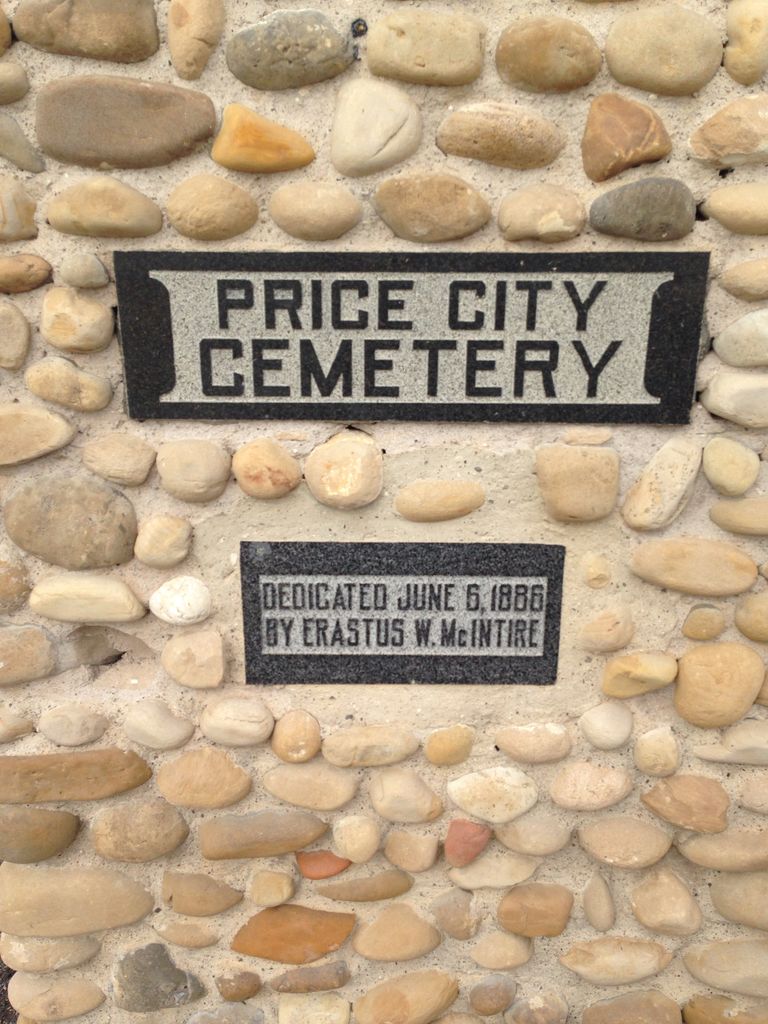 PRICE CITY
CEMETERY
DEDICATED JUNE 6, 1886
BY ERASTUS W. McINTIRE